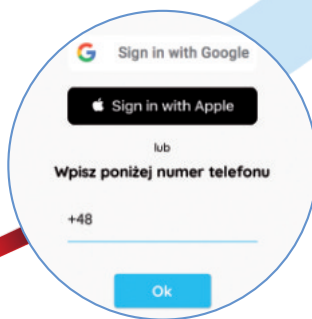 Sign in with Google
Sign in with Apple
lub
Wpisz poniżej numer telefonu
+48
Ok